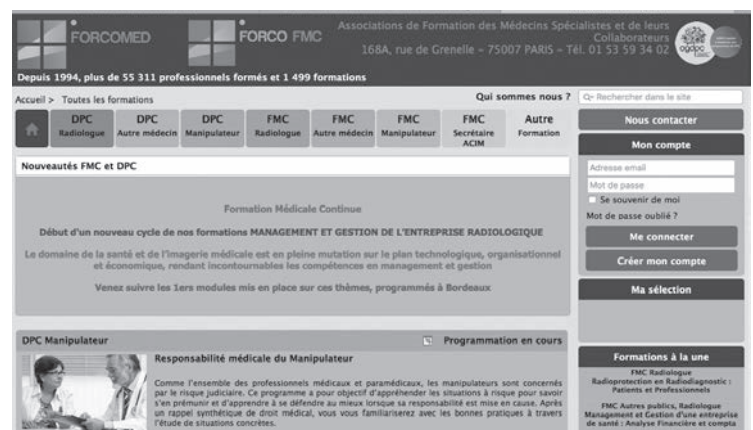 FORCOMED
FORCO FMC
Associations de Formation des Médecins Spécialistes et de leurs
Collaborateurs
168A, rue de Grenelle – 75007 PARIS – Tél. 01 53 59 34 02
ogdpc
Depuis 1994, plus de 55 311 professionnels formés et 1 499 formations
Accueil > Toutes les formations
Qui sommes nous ?
Rechercher dans le site
DPC
Radiologue
DPC
Autre médecin
DPC
Manipulateur
FMC
Radiologue
FMC
Autre médecin
FMC
Manipulateur
FMC
Secrétaire
ACIM
Autre
Formation
Nous contacter
Mon compte
Adresse email
Mot de passe
Se souvenir de moi
Mot de passe oublié ?
Me connecter
Créer mon compte
Ma sélection
Nouveautés FMC et DPC
Formation Médicale Continue
Début d'un nouveau cycle de nos formations MANAGEMENT ET GESTION DE L'ENTREPRISE RADIOLOGIQUE
Le domaine de la santé et de l'imagerie médicale est en pleine mutation sur le plan technologique, organisationnel
et économique, rendant incontournables les compétences en management et gestion
Venez suivre les 1ers modules mis en place sur ces thèmes, programmés à Bordeaux
DPC Manipulateur
Programmation en cours
Responsabilité médicale du Manipulateur
Comme l'ensemble des professionnels médicaux et paramédicaux, les manipulateurs sont concernés
par le risque judiciaire. Ce programme a pour objectif d'appréhender les situations à risque pour savoir
s'en prémunir et d'apprendre à se défendre au mieux lorsque sa responsabilité est mise en cause. Après
un rappel synthétique de droit médical, vous vous familiariserez avec les bonnes pratiques à travers
l'étude de situations concrètes.
Formations à la une
FMC Radiologue
Radioprotection en Radiodiagnostic :
Patients et Professionnels
FMC Autres publics, Radiologue
Management et Gestion d'une entreprise
de santé : Analyse Financière et compta